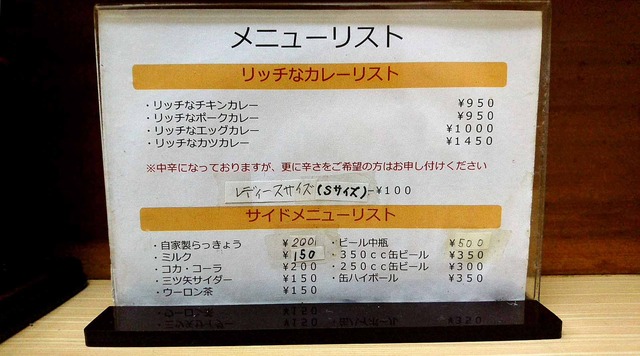 メニューリスト
リッチなカレーリスト
・リッチなチキンカレー ¥950
・リッチなポークカレー ¥950
・リッチなエッグカレー ¥1000
・リッチなカツカレー ¥1450
※中辛になっておりますが、更に辛さをご希望の方はお申し付けください
レディースサイズ(Sサイズ)-¥100
サイドメニューリスト
・自家製らっきょう ¥200 ・ビール中瓶 ¥500
・ミルク ¥150 ・350cc缶ビール ¥350
・コカ・コーラ ¥200 ・250cc缶ビール ¥300
・三ツ矢サイダー ¥150 ・缶ハイボール ¥350
・ウーロン茶 ¥150